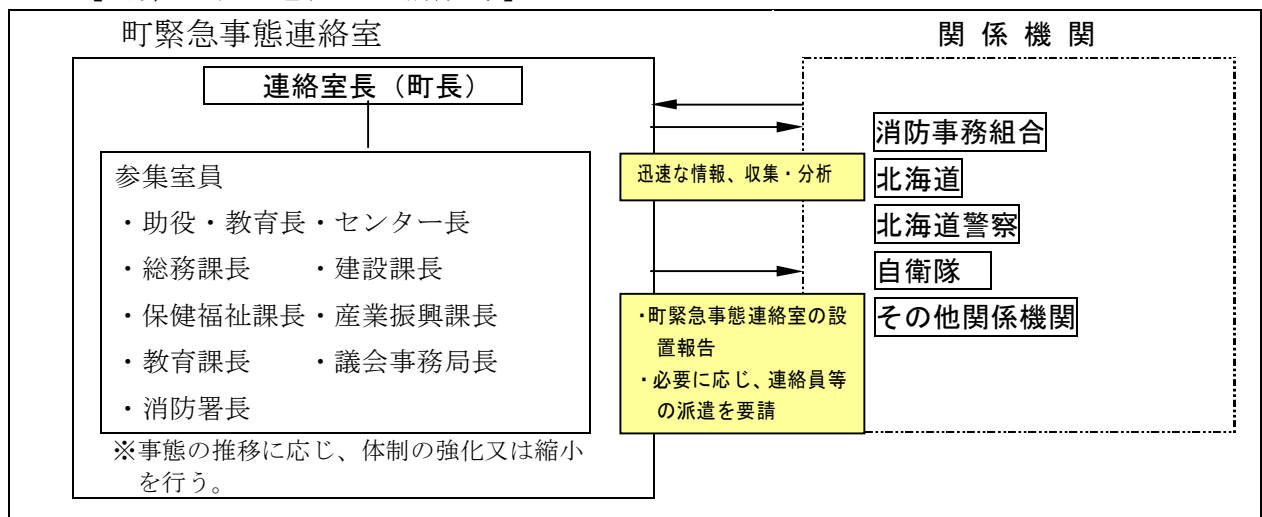 町緊急事態連絡室
関係機関
連絡室長（町長）
参集室員
・助役・教育長・センター長
・総務課長　・建設課長
・保健福祉課長・産業振興課長
・教育課長　・議会事務局長
・消防署長
※事態の推移に応じ、体制の強化又は縮小
を行う。
迅速な情報、収集・分析
・町緊急事態連絡室の設
置報告
・必要に応じ、連絡員等
の派遣を要請
消防事務組合
北海道
北海道警察
自衛隊
その他関係機関